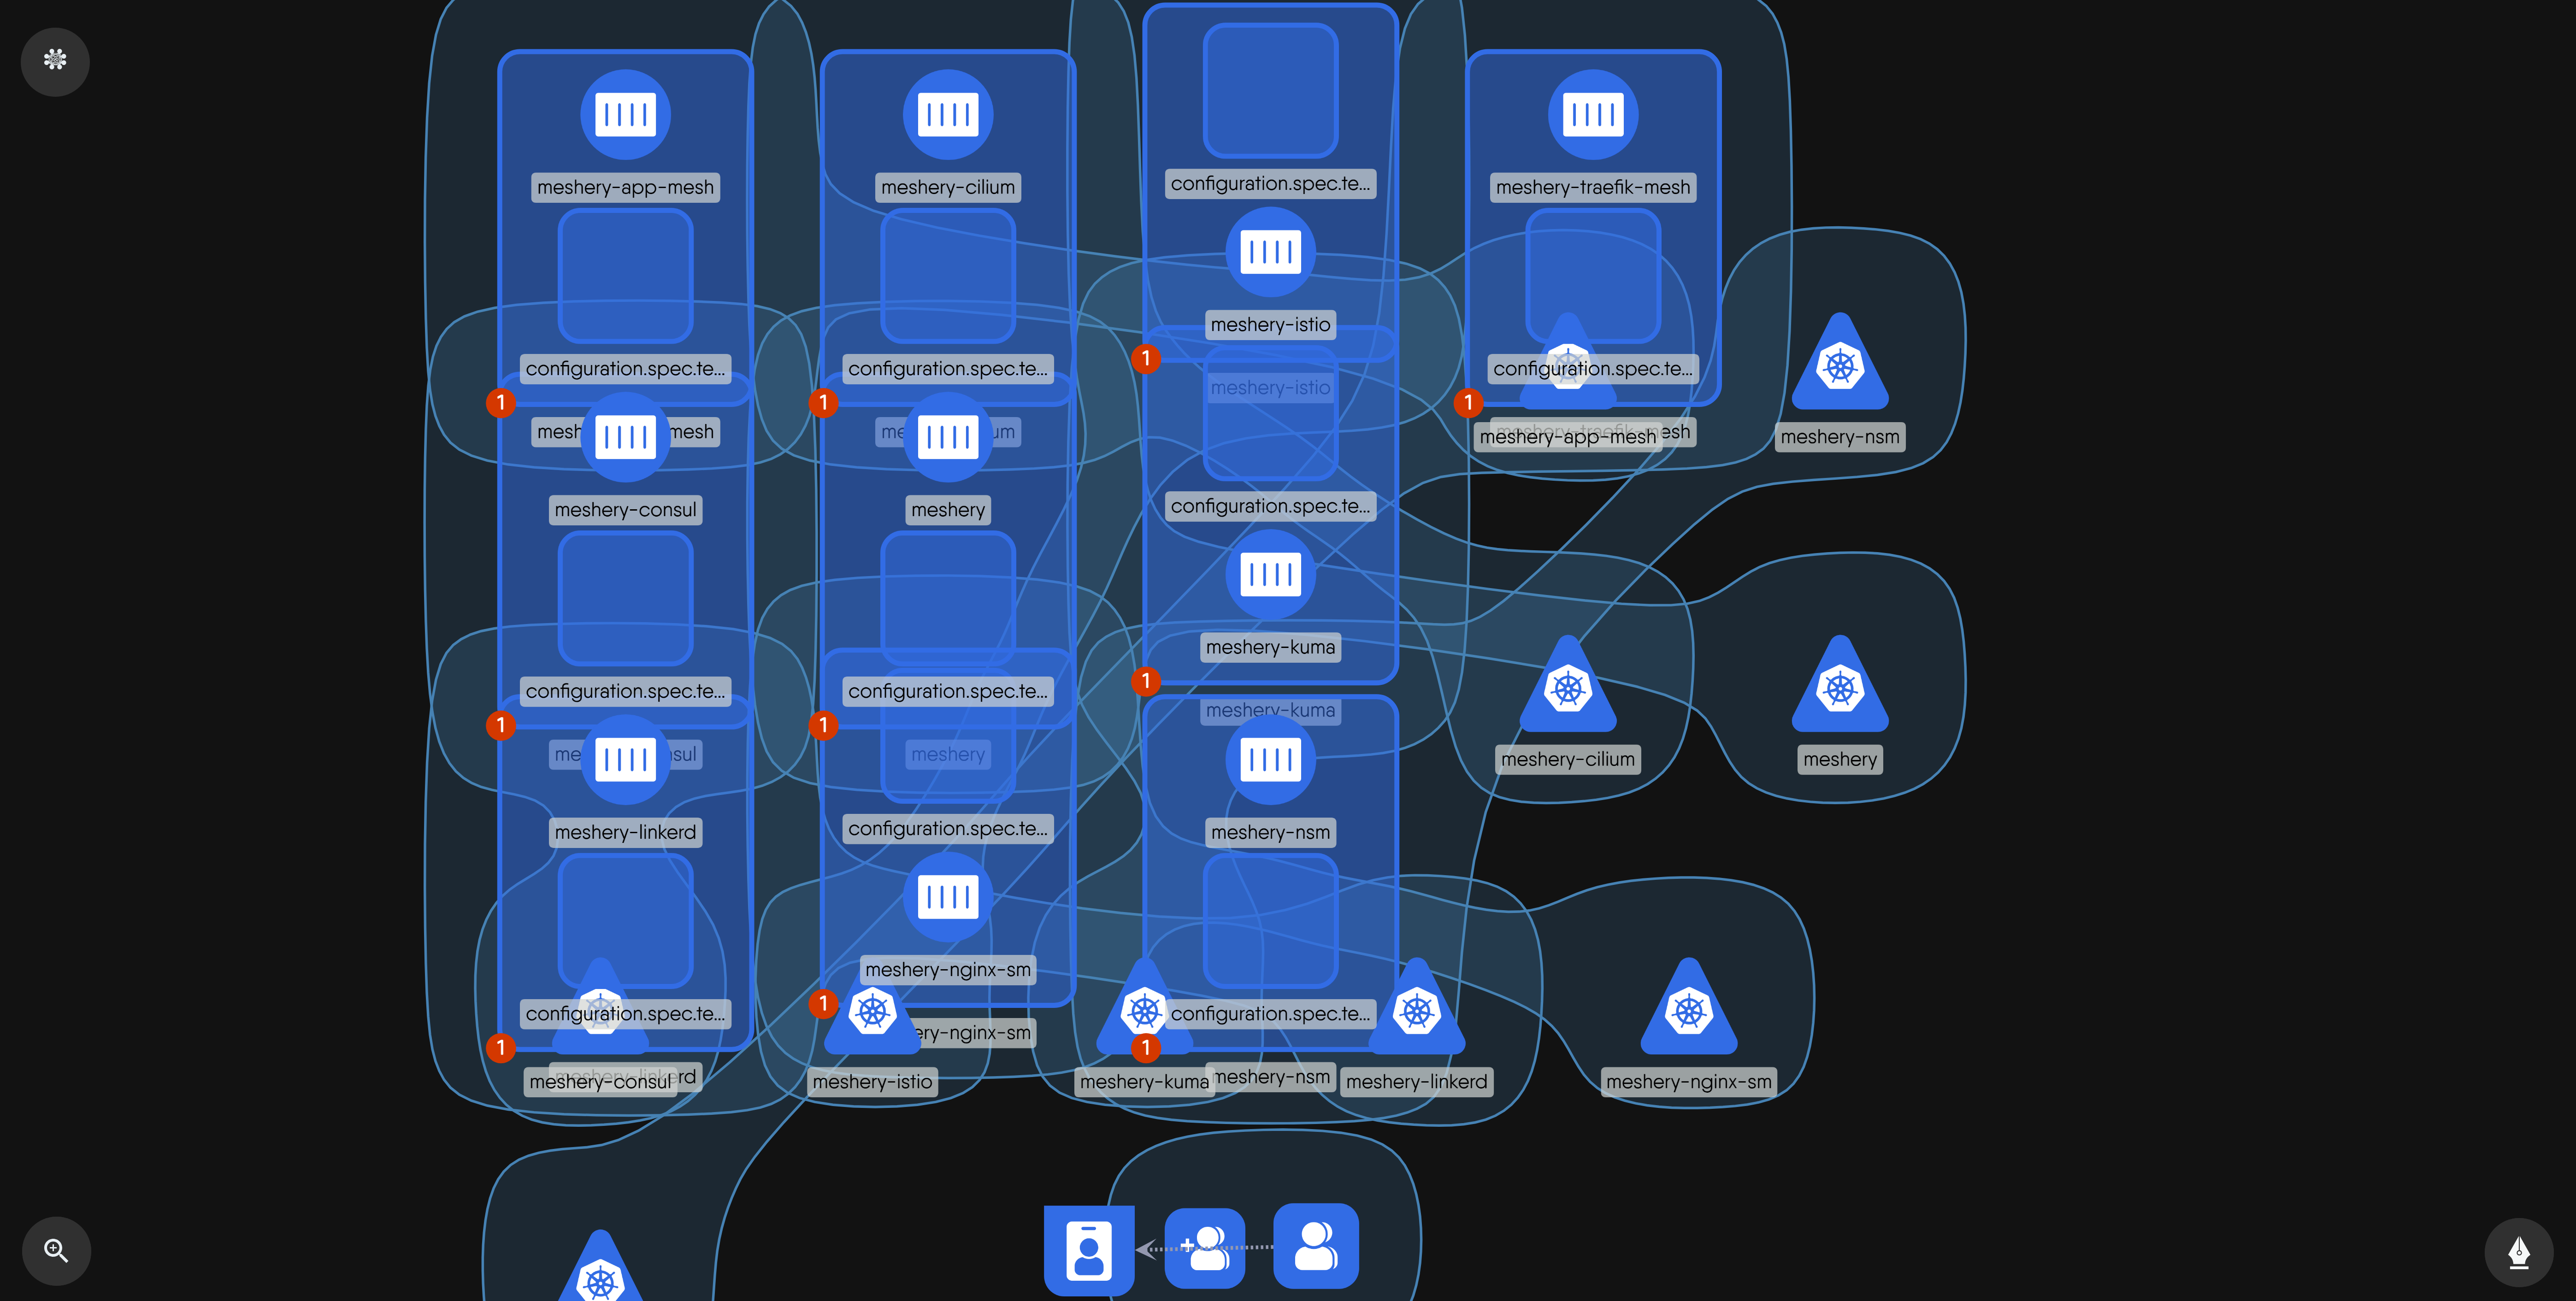 meshery-app-mesh
meshery-cilium
configuration.spec.te...
meshery-traefik-mesh
meshery-istio
configuration.spec.te...
configuration.spec.te...
configuration.spec.te...
1
1
1
1
meshery-istio
mesh mesh
me um
meshery-app-mesh
esh
meshery-nsm
meshery-consul
meshery
configuration.spec.te...
meshery-kuma
configuration.spec.te...
configuration.spec.te...
1
1
1
meshery-kuma
me sul
meshery
meshery-cilium
meshery
meshery-linkerd
configuration.spec.te...
meshery-nsm
meshery-nginx-sm
configuration.spec.te...
configuration.spec.te...
1
ery-nginx-sm
1
1
meshery-consul
rd
meshery-istio
meshery-kuma
meshery-nsm
meshery-linkerd
meshery-nginx-sm